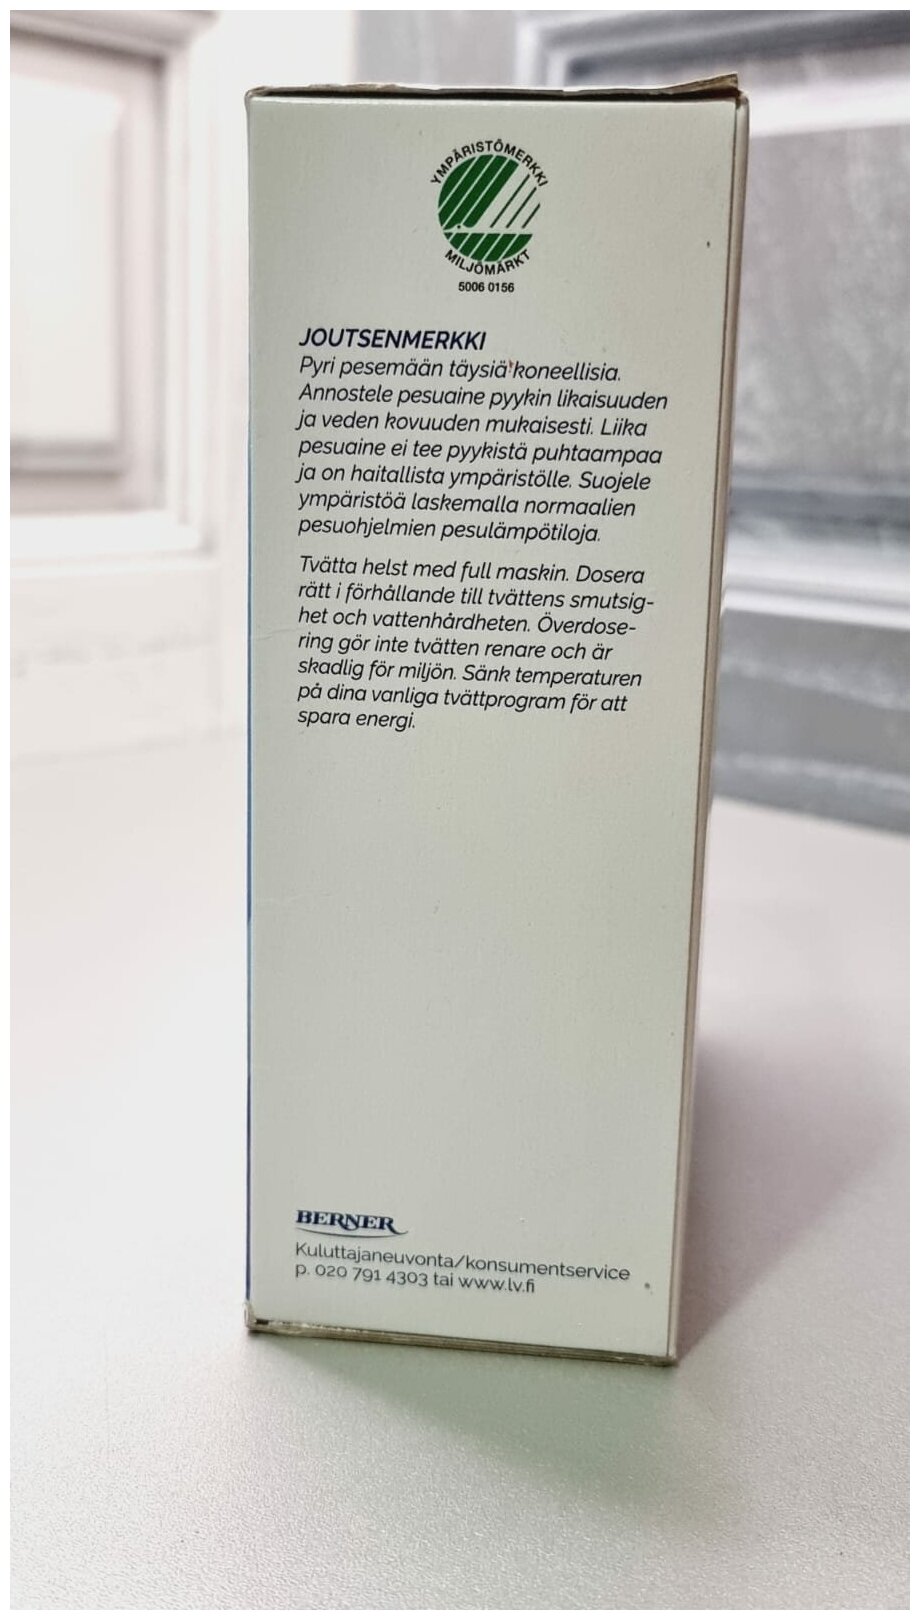 YMPÄRISTÖMERKKI
MILJÖMÄRKT
5006 0156
JOUTSENMERKKI
Pyri pesemään täysiä koneellisia.
Annostele pesuaine pyykin likaisuuden
ja veden kovuuden mukaisesti. Liika
pesuaine ei tee pyykistä puhtaampaa
ja on haitallista ympäristölle. Suojele
ympäristöä laskemalla normaalien
pesuohjelmien pesulämpötiloja.
Tvätta helst med full maskin. Dosera
rätt i förhållande till tvättens smutsig-
het och vattenhårdheten. Överdose-
ring gör inte tvätten renare och är
skadlig för miljön. Sänk temperaturen
på dina vanliga tvättprogram för att
spara energi.
BERNER
Kuluttajaneuvonta/konsumentservice
p. 020 791 4303 tai www.lv.fi